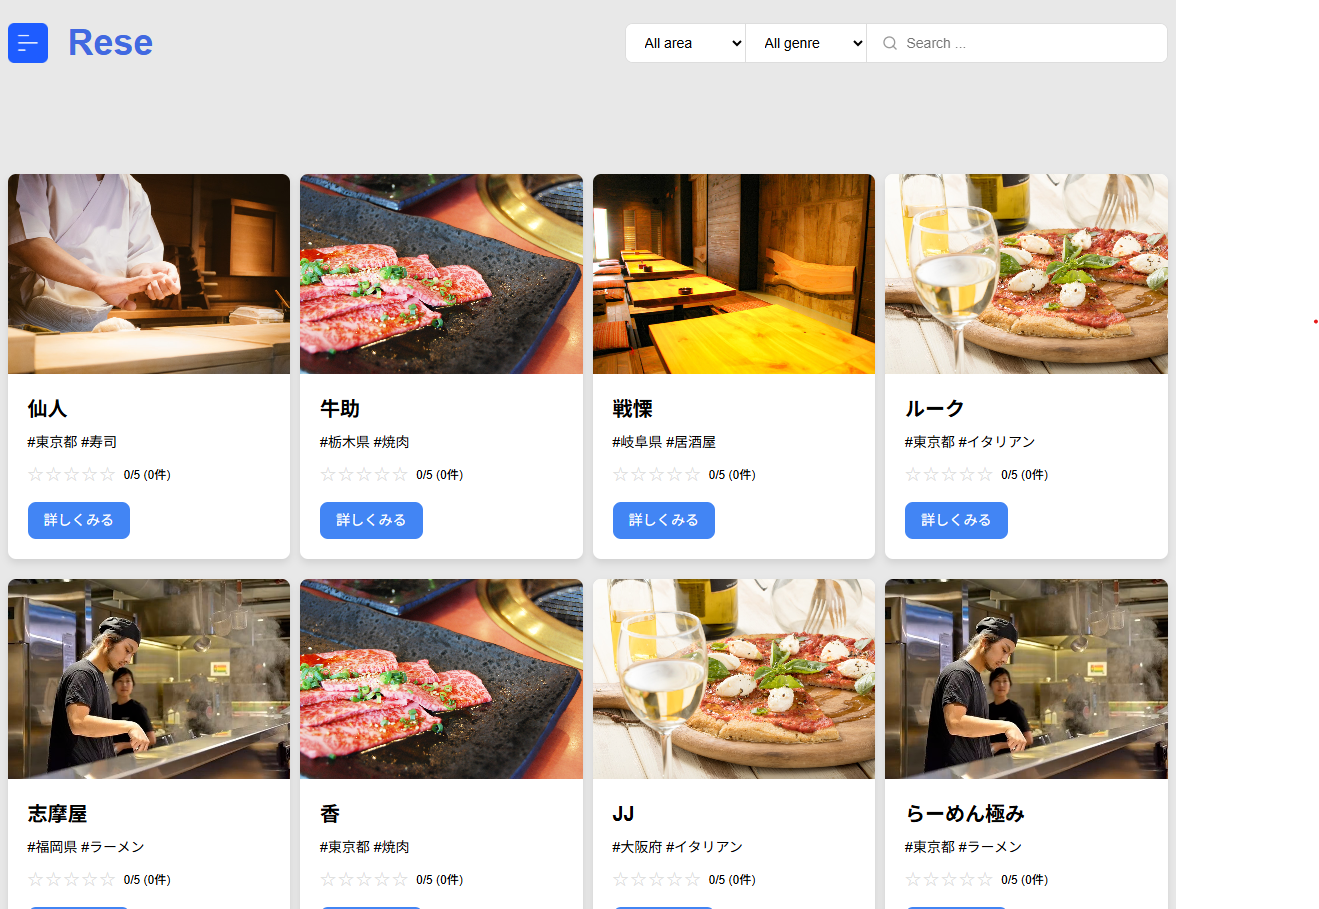 Rese
All area
All genre
Search ...
仙人
#東京都 #寿司
☆☆☆☆☆ 0/5 (0件)
詳しくみる
牛助
#栃木県 #焼肉
☆☆☆☆☆ 0/5 (0件)
詳しくみる
戦慄
#岐阜県 #居酒屋
☆☆☆☆☆ 0/5 (0件)
詳しくみる
ルーク
#東京都 #イタリアン
☆☆☆☆☆ 0/5 (0件)
詳しくみる
志摩屋
#福岡県 #ラーメン
☆☆☆☆☆ 0/5 (0件)
香
#東京都 #焼肉
☆☆☆☆☆ 0/5 (0件)
JJ
#大阪府 #イタリアン
☆☆☆☆☆ 0/5 (0件)
らーめん極み
#東京都 #ラーメン
☆☆☆☆☆ 0/5 (0件)